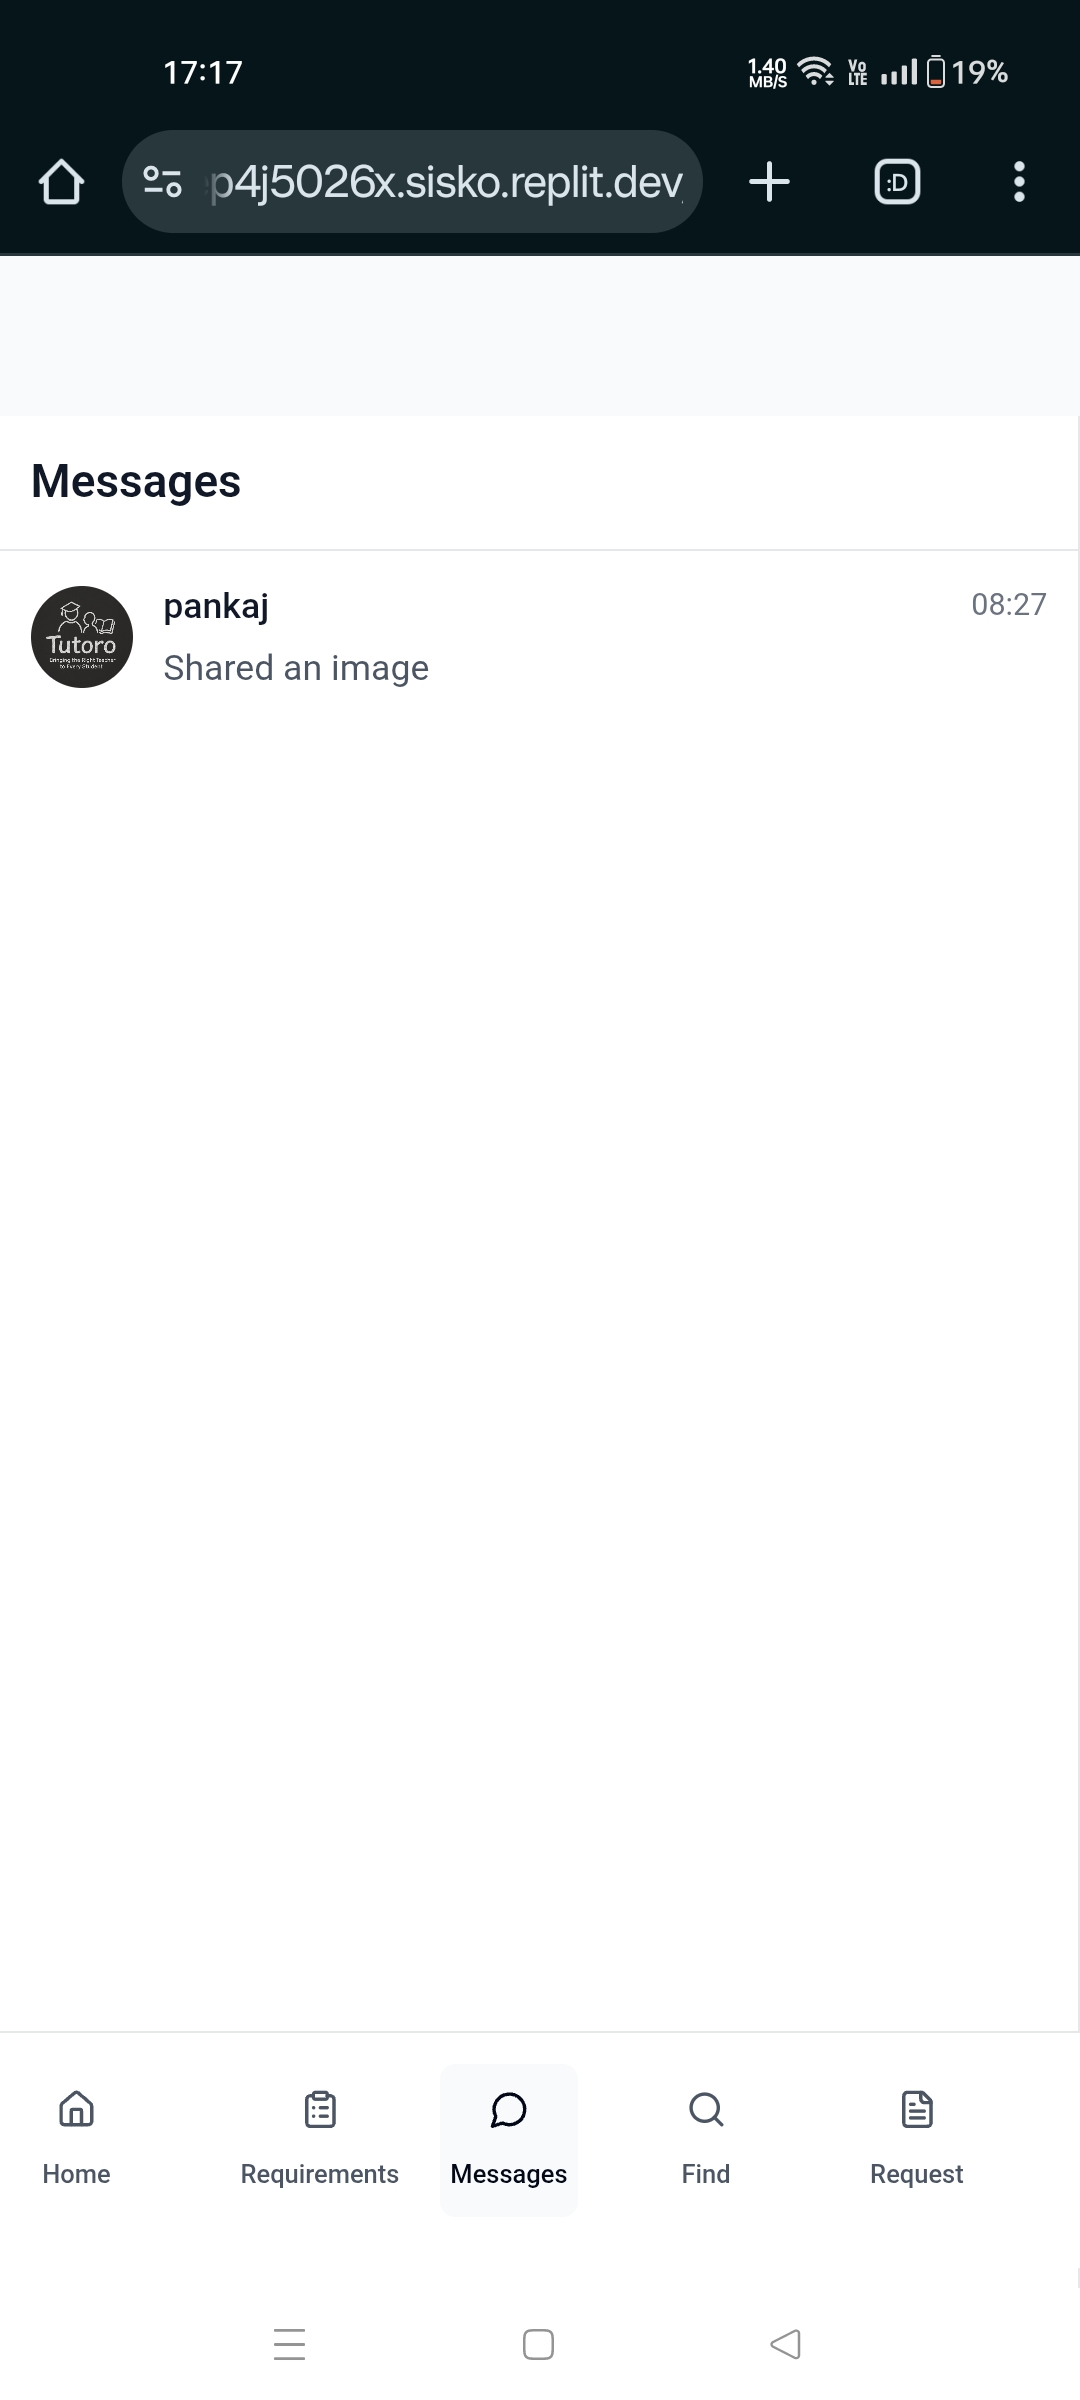 17:17
1.40 MB/S Vo LTE 19%
p4j5026x.sisko.replit.dev
:D
Messages
pankaj 08:27
Shared an image
Tutoro
Bringing the Right Teacher
to Every Student
Home Requirements Messages Find Request